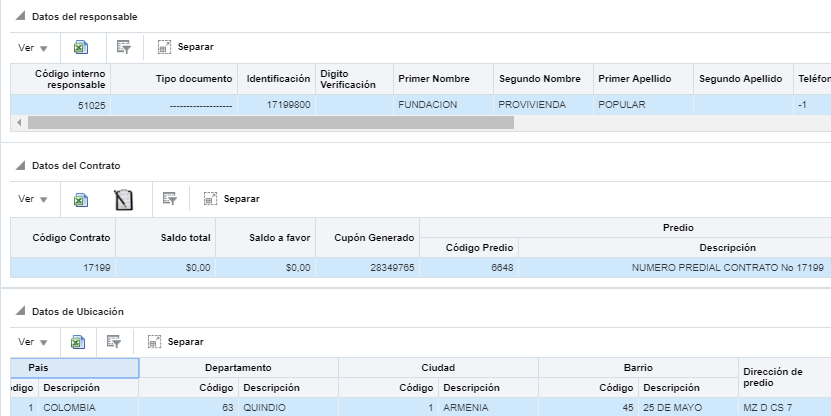 Datos del responsable
Ver Separar
Código interno responsable Tipo documento Identificación Digito Verificación Primer Nombre Segundo Nombre Primer Apellido Segundo Apellido Teléfon
51025 ------------------- 17199800 FUNDACION PROVIVIENDA POPULAR -1
Datos del Contrato
Ver Separar
Predio
Código Contrato Saldo total Saldo a favor Cupón Generado Código Predio Descripción
17199 $0,00 $0,00 28349765 6648 NUMERO PREDIAL CONTRATO No 17199
Datos de Ubicación
Ver Separar
País Departamento Ciudad Barrio Dirección de predio
ódigo Descripción Código Descripción Código Descripción Código Descripción
1 COLOMBIA 63 QUINDIO 1 ARMENIA 45 25 DE MAYO MZ D CS 7